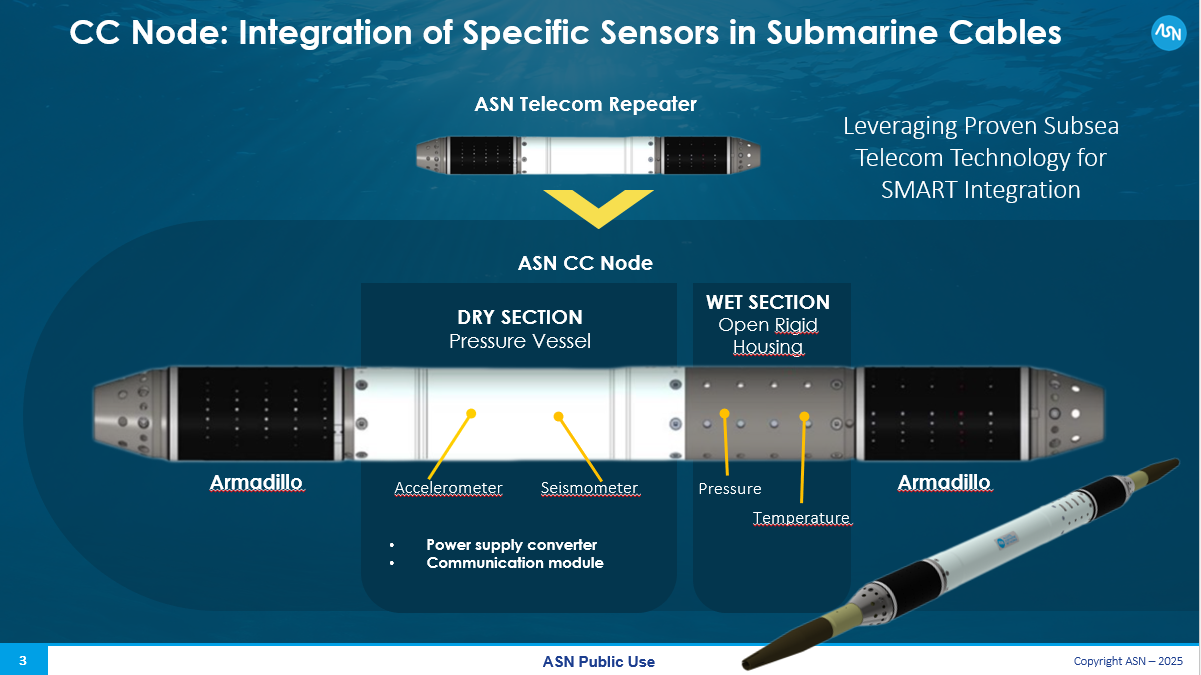 CC Node: Integration of Specific Sensors in Submarine Cables
ASN
ASN Telecom Repeater
Leveraging Proven Subsea
Telecom Technology for
SMART Integration
ASN CC Node
DRY SECTION
Pressure Vessel
WET SECTION
Open Rigid
Housing
Armadillo
Accelerometer
Seismometer
Pressure
Temperature
Armadillo
• Power supply converter
• Communication module
3
ASN Public Use
Copyright ASN – 2025